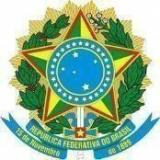 REPÚBLICA FEDERATIVA DO BRASIL
15 de Novembro de 1889